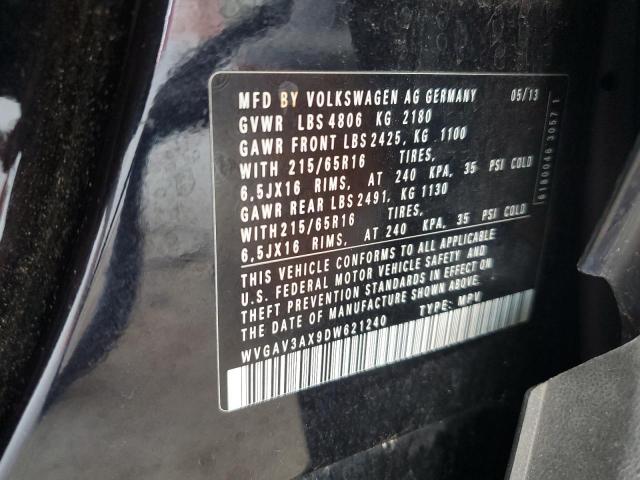 MFD BY VOLKSWAGEN AG GERMANY 05/13
GVWR LBS 4806 KG 2180
GAWR FRONT LBS 2425, KG 1100
WITH 215/65R16 TIRES,
6,5JX16 RIMS, AT 240 KPA, 35 PSI COLD
GAWR REAR LBS 2491, KG 1130
WITH215/65R16 TIRES,
6,5JX16 RIMS, AT 240 KPA, 35 PSI COLD
THIS VEHICLE CONFORMS TO ALL APPLICABLE
U.S. FEDERAL MOTOR VEHICLE SAFETY AND
THEFT PREVENTION STANDARDS IN EFFECT ON
THE DATE OF MANUFACTURE SHOWN ABOVE.
WVGAV3AX9DW621240 TYPE: MPV
6180046 3057 1